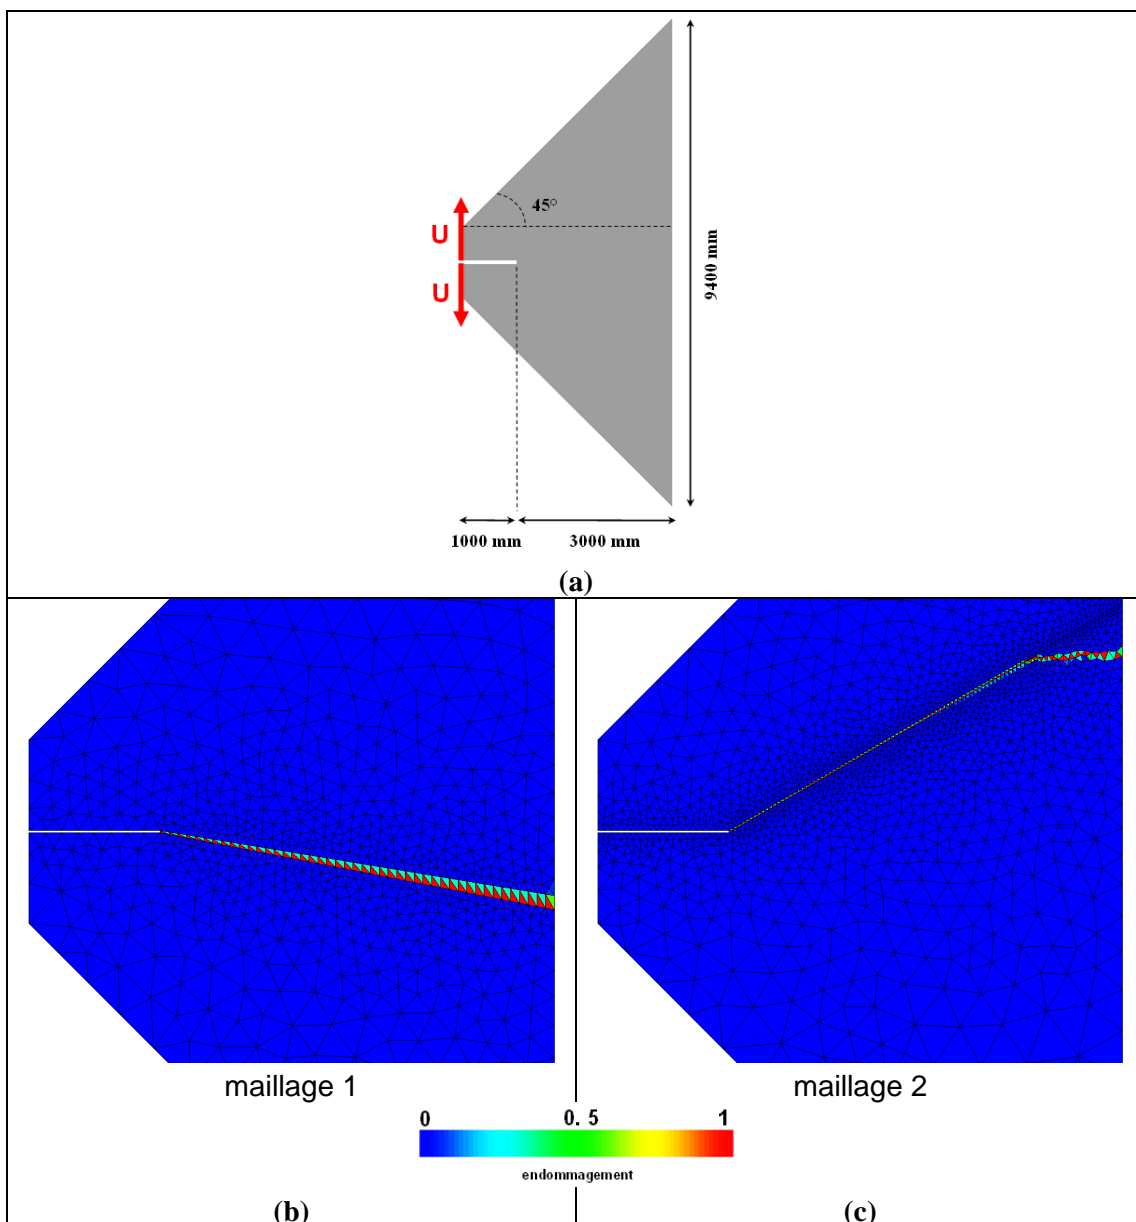 45°
U
U
9400 mm
1000 mm
3000 mm
(a)
maillage 1
maillage 2
0
0.5
1
endommagement
(b)
(c)